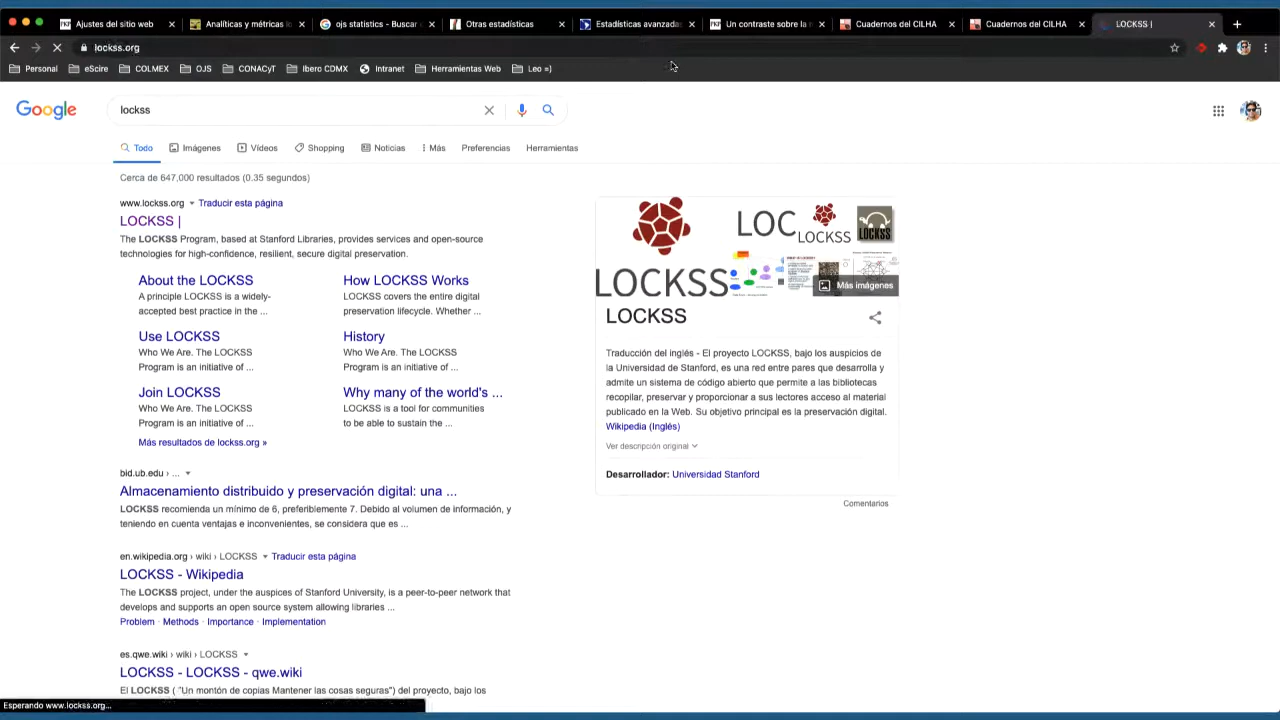 Ajustes del sitio web
Analíticas y métricas
ojs statistics - Buscar
Otras estadísticas
Estadísticas avanzadas
Un contraste sobre la
Cuadernos del CILHA
Cuadernos del CILHA
LOCKSS |
lockss.org
Personal
eScire
COLMEX
OJS
CONACyT
Ibero CDMX
Intranet
Herramientas Web
Leo =)
Google
lockss
Todo
Imágenes
Vídeos
Shopping
Noticias
Más
Preferencias
Herramientas
Cerca de 647,000 resultados (0.35 segundos)
www.lockss.org
Traducir esta página
LOCKSS |
The LOCKSS Program, based at Stanford Libraries, provides services and open-source
technologies for high-confidence, resilient, secure digital preservation.
About the LOCKSS
A principle LOCKSS is a widely-
accepted best practice in the ...
How LOCKSS Works
LOCKSS covers the entire digital
preservation lifecycle. Whether ...
Use LOCKSS
Who We Are. The LOCKSS
Program is an initiative of ...
History
Who We Are. The LOCKSS
Program is an initiative of ...
Join LOCKSS
Who We Are. The LOCKSS
Program is an initiative of ...
Why many of the world's ...
LOCKSS is a tool for communities
to be able to sustain the ...
Más resultados de lockss.org »
bid.ub.edu › ...
Almacenamiento distribuido y preservación digital: una ...
LOCKSS recomienda un mínimo de 6, preferiblemente 7. Debido al volumen de información, y
teniendo en cuenta ventajas e inconvenientes, se considera que es ...
en.wikipedia.org › wiki › LOCKSS
Traducir esta página
LOCKSS - Wikipedia
The LOCKSS project, under the auspices of Stanford University, is a peer-to-peer network that
develops and supports an open source system allowing libraries ...
Problem · Methods · Importance · Implementation
es.qwe.wiki › wiki › LOCKSS
LOCKSS - LOCKSS - qwe.wiki
El LOCKSS ( "Un montón de copias Mantener las cosas seguras") del proyecto, bajo los
LOC
LOCKSS
LOCKSS
LOCKSS
Más imágenes
LOCKSS
Traducción del inglés - El proyecto LOCKSS, bajo los auspicios de
la Universidad de Stanford, es una red entre pares que desarrolla y
admite un sistema de código abierto que permite a las bibliotecas
recopilar, preservar y proporcionar a sus lectores acceso al material
publicado en la Web. Su objetivo principal es la preservación digital.
Wikipedia (Inglés)
Ver descripción original
Desarrollador: Universidad Stanford
Comentarios
Esperando www.lockss.org...